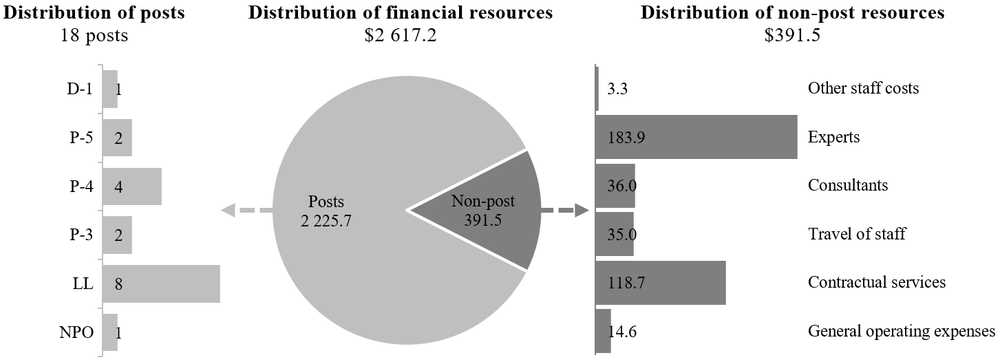 Distribution of posts
18 posts
D-1
1
P-5
2
P-4
4
P-3
2
LL
8
NPO
1
Distribution of financial resources
$2 617.2
Posts
2 225.7
Non-post
391.5
Distribution of non-post resources
$391.5
3.3 Other staff costs
183.9 Experts
36.0 Consultants
35.0 Travel of staff
118.7 Contractual services
14.6 General operating expenses